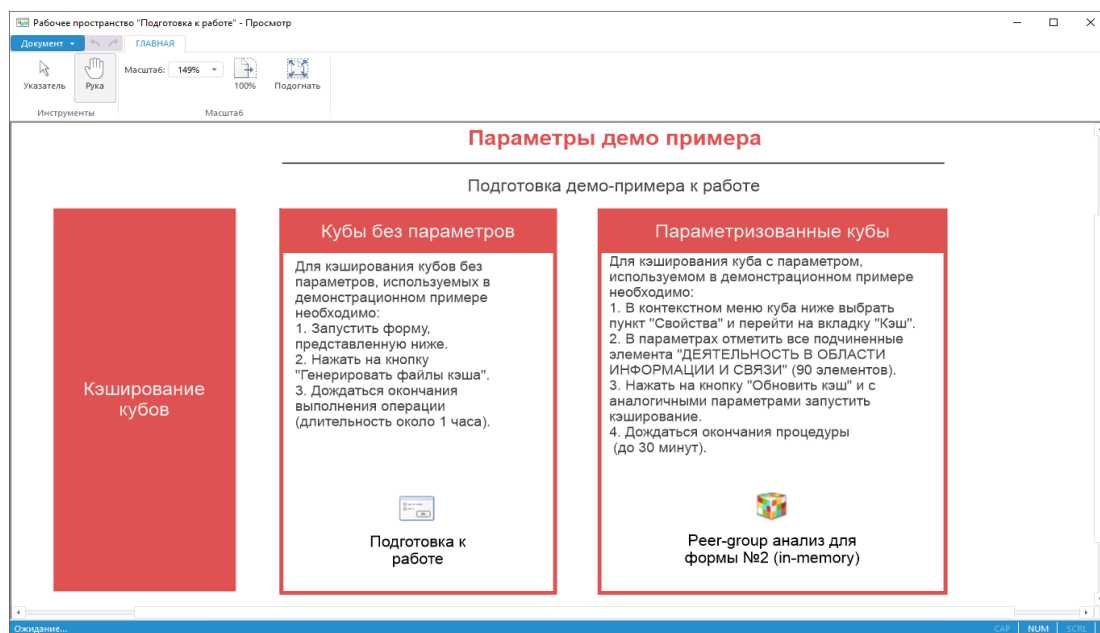 Рабочее пространство "Подготовка к работе" - Просмотр
Документ
ГЛАВНАЯ
Указатель
Рука
Масштаб:
149%
100%
Подогнать
Инструменты
Масштаб
Параметры демо примера
Подготовка демо-примера к работе
Кэширование
кубов
Кубы без параметров
Для кэширования кубов без
параметров, используемых в
демонстрационном примере
необходимо:
1. Запустить форму,
представленную ниже.
2. Нажать на кнопку
"Генерировать файлы кэша".
3. Дождаться окончания
выполнения операции
(длительность около 1 часа).
Подготовка к
работе
Параметризованные кубы
Для кэширования куба с параметром,
используемом в демонстрационном примере
необходимо:
1. В контекстном меню куба ниже выбрать
пункт "Свойства" и перейти на вкладку "Кэш".
2. В параметрах отметить все подчиненные
элемента "ДЕЯТЕЛЬНОСТЬ В ОБЛАСТИ
ИНФОРМАЦИИ И СВЯЗИ" (90 элементов).
3. Нажать на кнопку "Обновить кэш" и с
аналогичными параметрами запустить
кэширование.
4. Дождаться окончания процедуры
(до 30 минут).
Peer-group анализ для
формы №2 (in-memory)
Ожидание...
CAP
NUM
SCRL